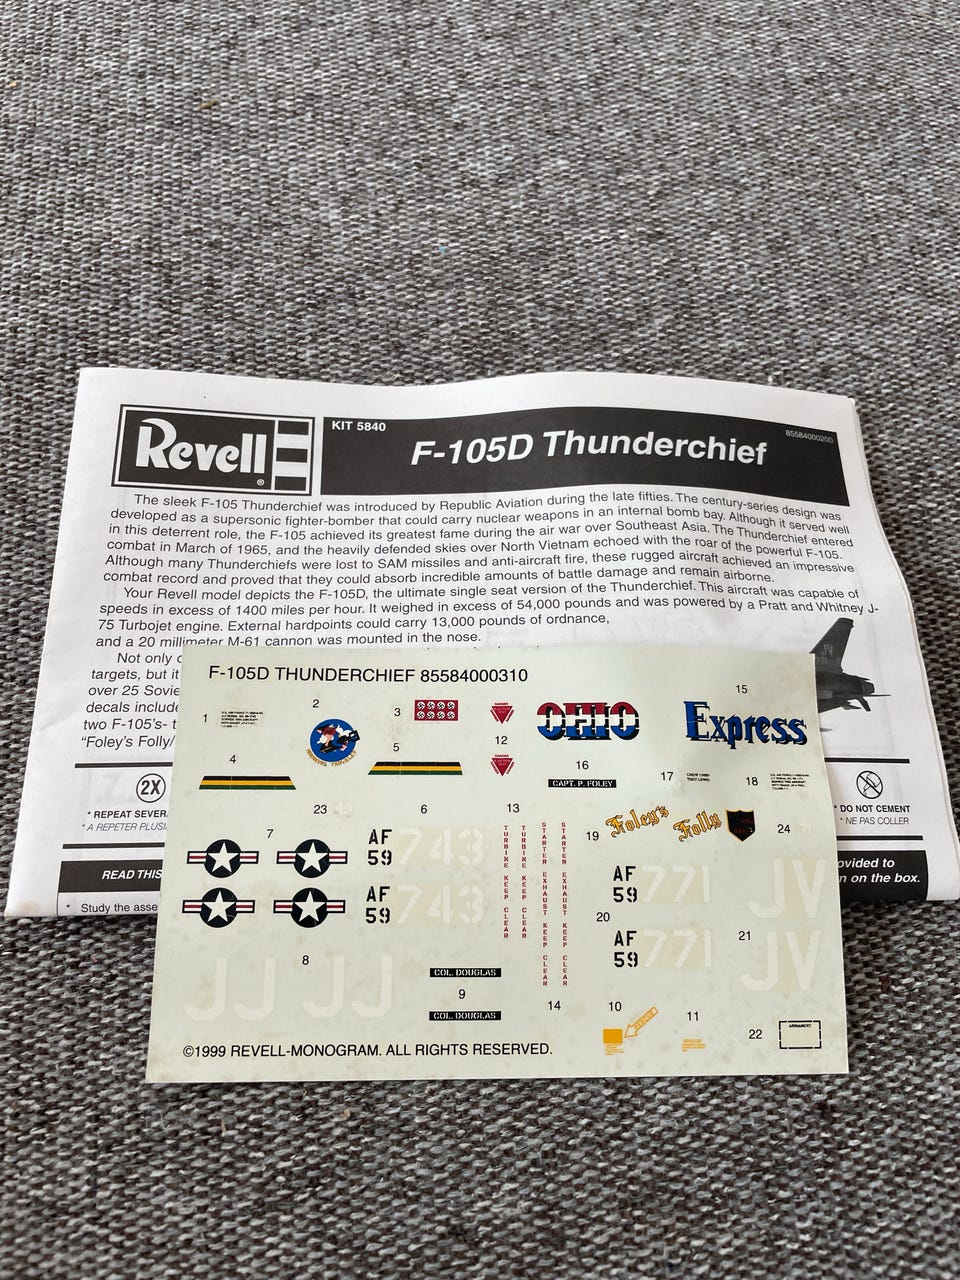 Revell
®
KIT 5840
F-105D Thunderchief
85584000200
The sleek F-105 Thunderchief was introduced by Republic Aviation during the late fifties. The century-series design was
developed as a supersonic fighter-bomber that could carry nuclear weapons in an internal bomb bay. Although it served well
in this deterrent role, the F-105 achieved its greatest fame during the air war over Southeast Asia. The Thunderchief entered
combat in March of 1965, and the heavily defended skies over North Vietnam echoed with the roar of the powerful F-105.
Although many Thunderchiefs were lost to SAM missiles and anti-aircraft fire, these rugged aircraft achieved an impressive
combat record and proved that they could absorb incredible amounts of battle damage and remain airborne.
Your Revell model depicts the F-105D, the ultimate single seat version of the Thunderchief. This aircraft was capable of
speeds in excess of 1400 miles per hour. It weighed in excess of 54,000 pounds and was powered by a Pratt and Whitney J-
75 Turbojet engine. External hardpoints could carry 13,000 pounds of ordnance,
and a 20 millimeter M-61 cannon was mounted in the nose.
Not only
targets, but it
over 25 Sovie
decals include
two F-105's- t
"Foley's Folly/
2X
* REPEAT SEVER
* A REPETER PLUSI
* DO NOT CEMENT
* NE PAS COLLER
READ THIS
ovided to
n on the box.
* Study the asse
JV
F-105D THUNDERCHIEF 85584000310
1
2
3
DANGER
OHIO
15
Express
4
5
12
DANGER
16
CAPT. P. FOLEY
17
18
23
43
6
13
19
Foley's
Folly
24
71
7
AF
59
743
AF
59
743
TURBINE KEEP CLEAR
TURBINE KEEP CLEAR
STARTER EXHAUST KEEP CLEAR
STARTER EXHAUST KEEP CLEAR
AF
59
771
JV
20
AF
59
771
21
JV
8
JJ JJ
COL. DOUGLAS
9
COL. DOUGLAS
14
10
11
22
ARMAMENT
©1999 REVELL-MONOGRAM. ALL RIGHTS RESERVED.